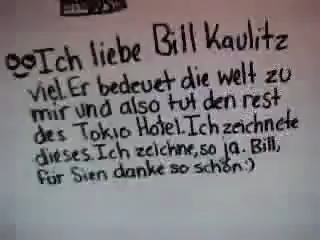 Ich liebe Bill Kaulitz
viel. Er bedeuet die welt zu
mir und also tut den rest
des Tokio Hotel. Ich zeichnete
dieses. Ich zeichne, so ja. Bill,
für Sien danke so schön:)